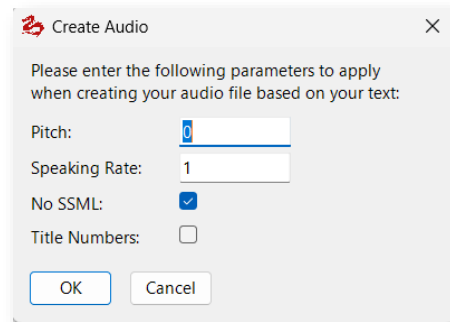 Create Audio
Please enter the following parameters to apply
when creating your audio file based on your text:
Pitch: 0
Speaking Rate: 1
No SSML:
Title Numbers:
OK Cancel